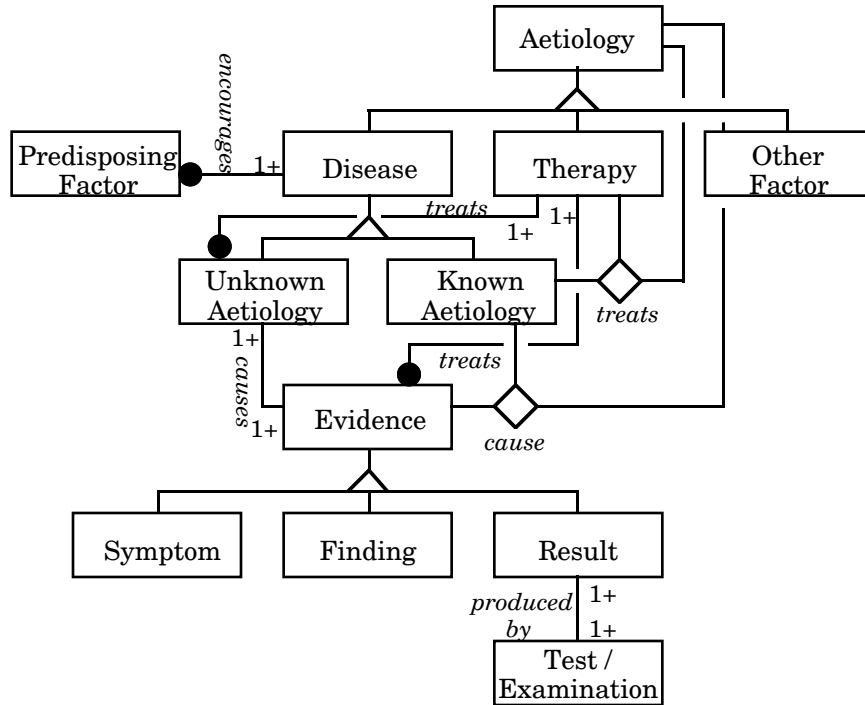 Aetiology
encourages
Predisposing
Factor
1+
Disease
Therapy
Other
Factor
treats
1+
1+
Unknown
Aetiology
Known
Aetiology
treats
1+
causes
1+
treats
Evidence
cause
Symptom
Finding
Result
produced
by
1+
1+
Test /
Examination